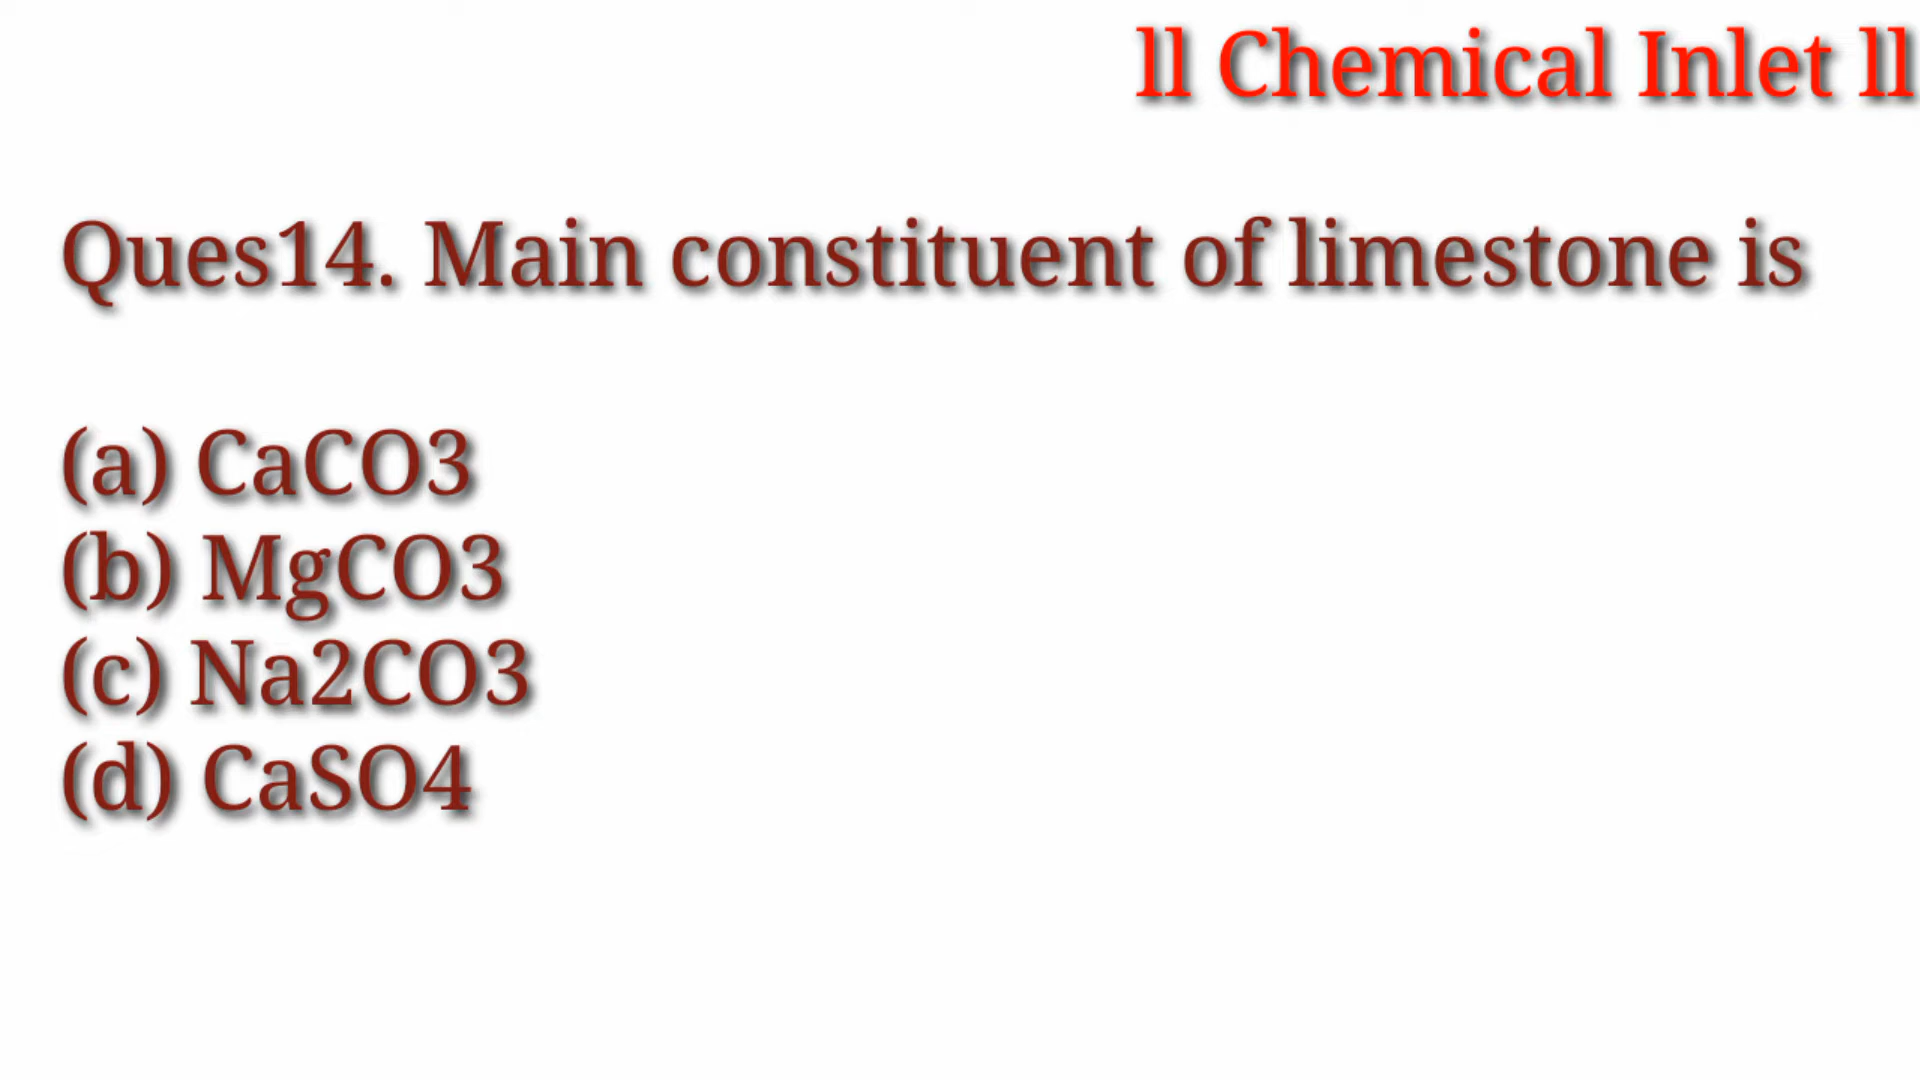 ll Chemical Inlet ll
Ques14. Main constituent of limestone is
(a) CaCO3
(b) MgCO3
(c) Na2CO3
(d) CaSO4